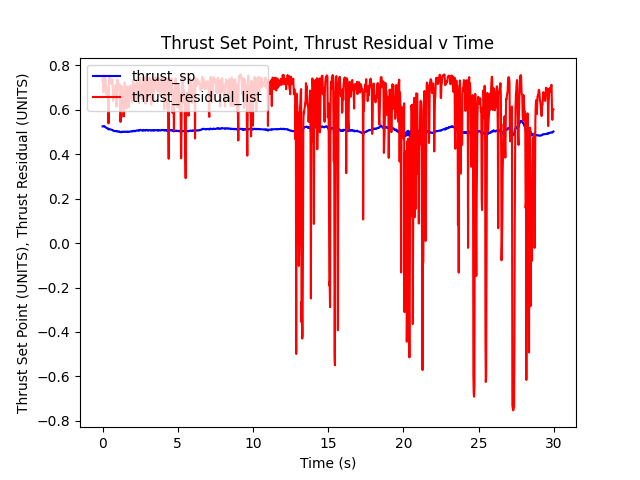 Thrust Set Point, Thrust Residual v Time
thrust_sp
thrust_residual_list
Thrust Set Point (UNITS), Thrust Residual (UNITS)
0.8
0.6
0.4
0.2
0.0
−0.2
−0.4
−0.6
−0.8
0 5 10 15 20 25 30
Time (s)